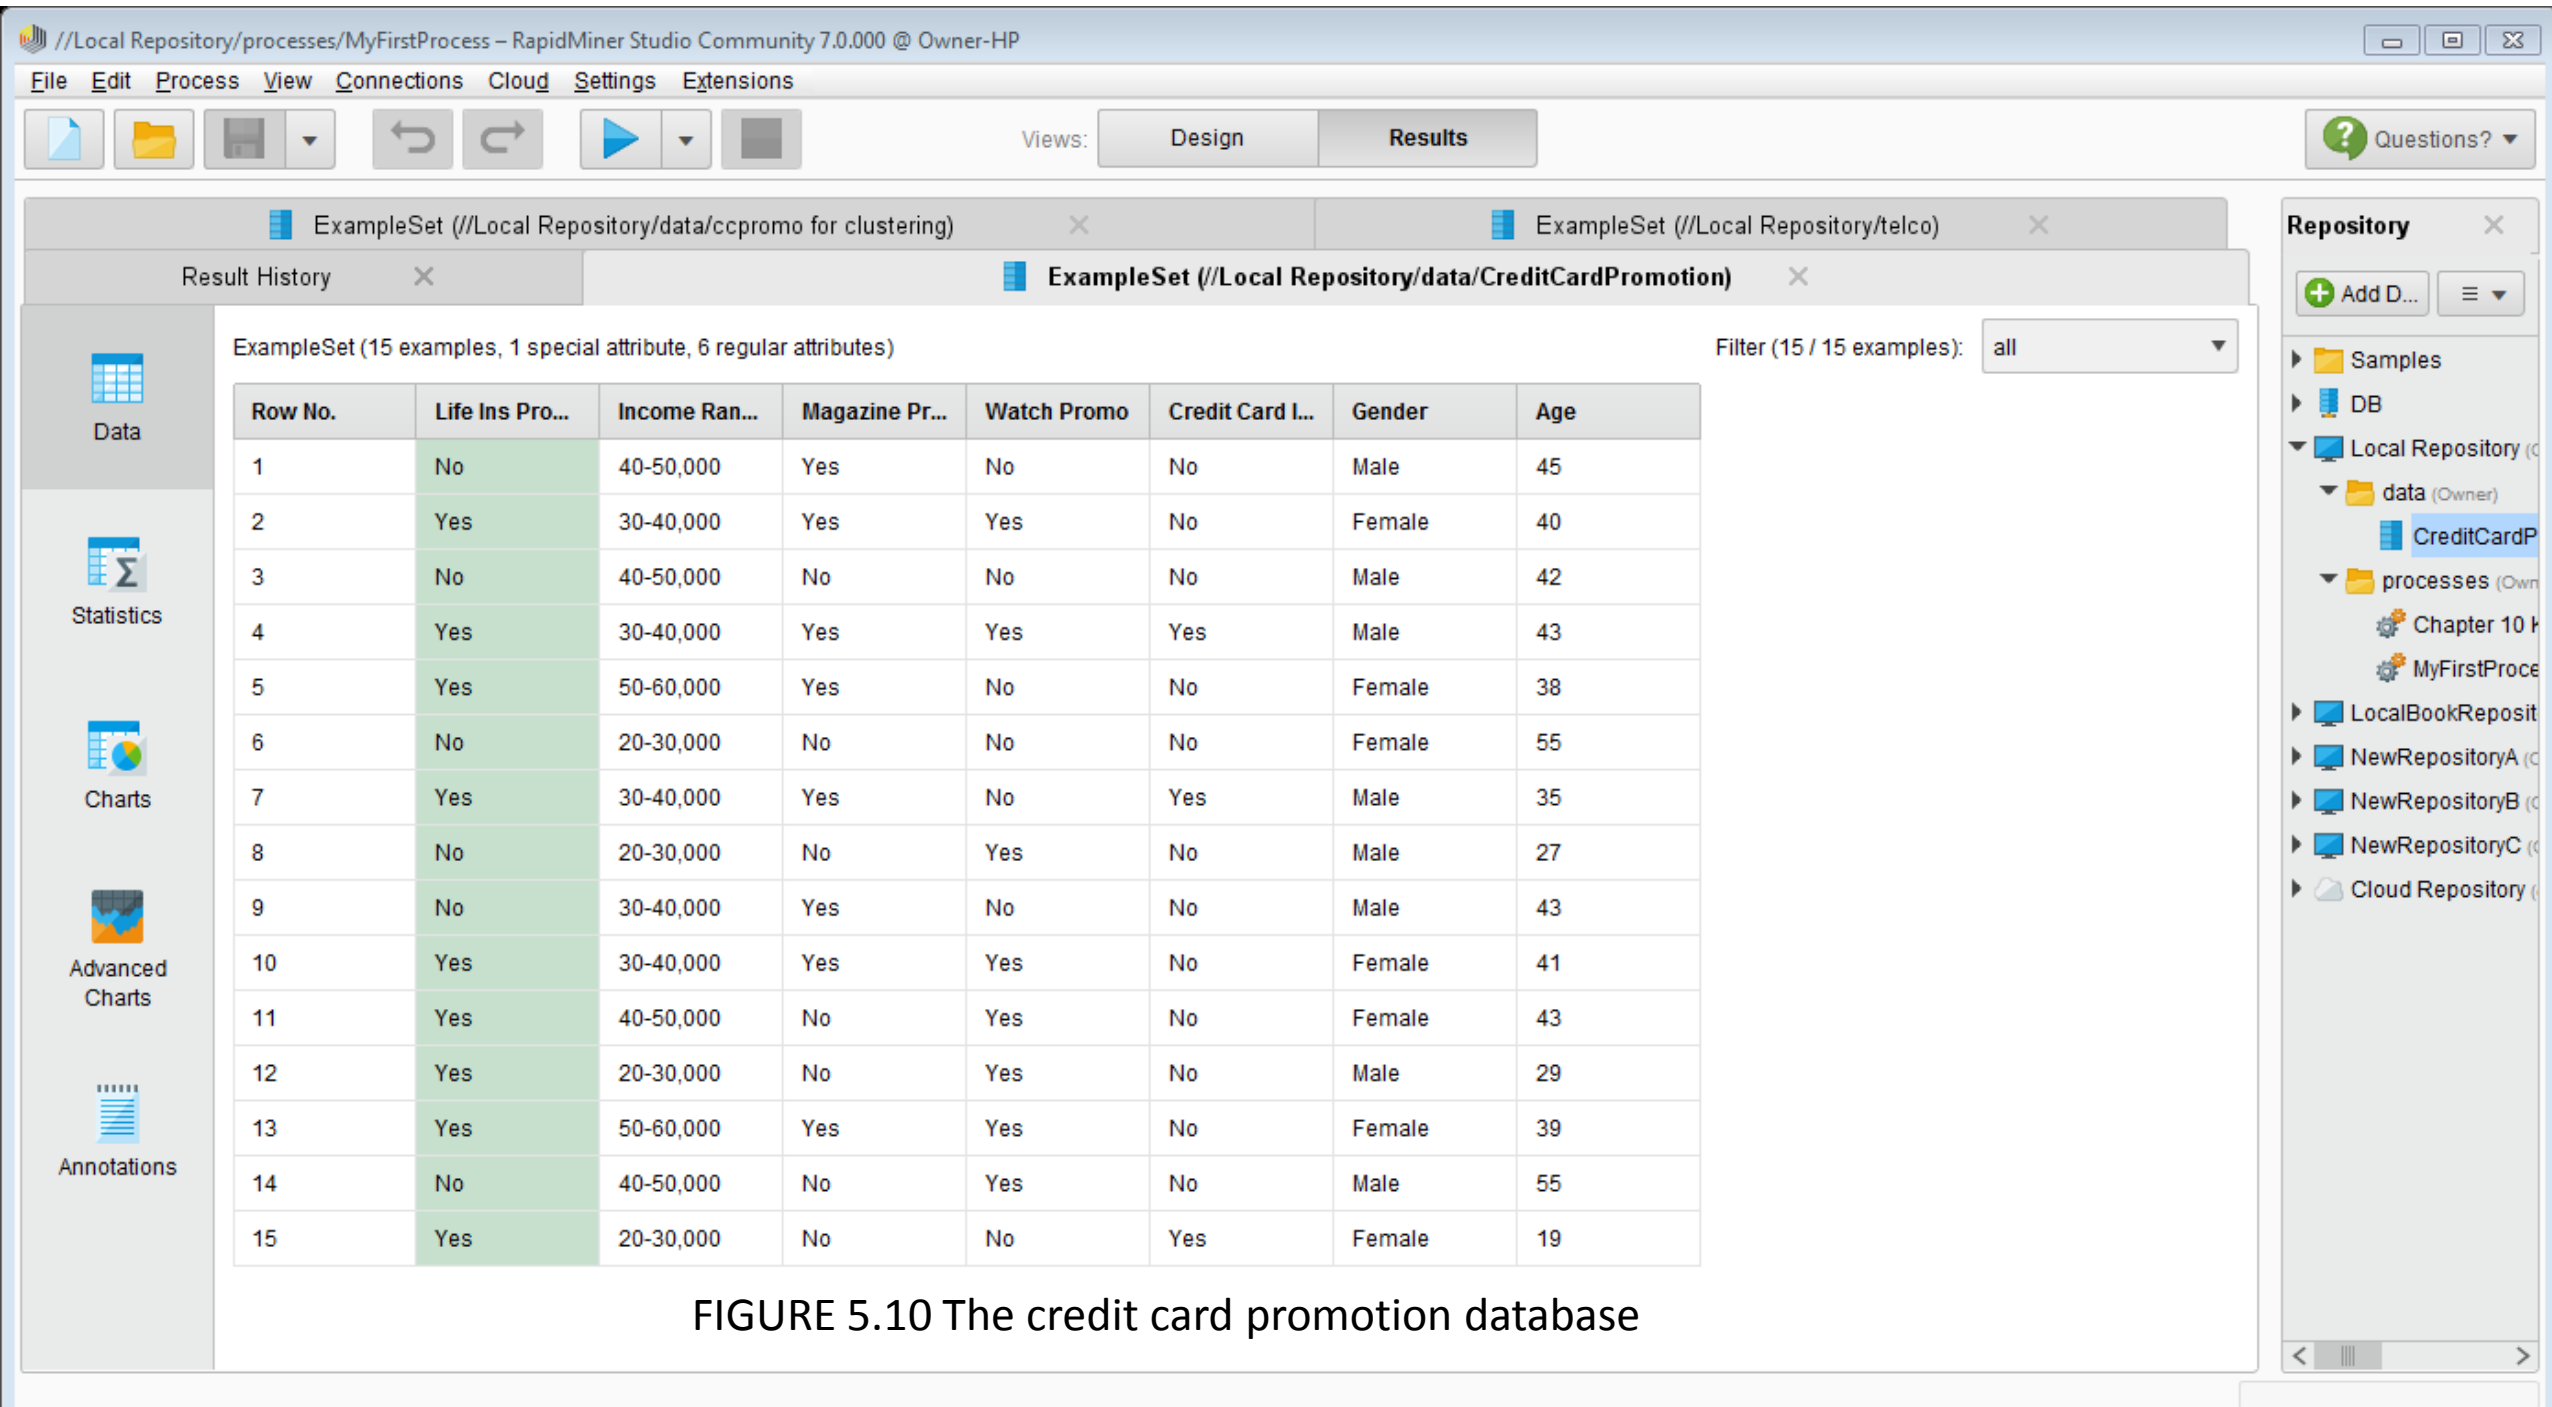 //Local Repository/processes/MyFirstProcess – RapidMiner Studio Community 7.0.000 @ Owner-HP
File Edit Process View Connections Cloud Settings Extensions
Views: Design Results Questions?
ExampleSet (//Local Repository/data/ccpromo for clustering) ExampleSet (//Local Repository/telco)
Result History ExampleSet (//Local Repository/data/CreditCardPromotion)
Data
Statistics
Charts
Advanced
Charts
Annotations
ExampleSet (15 examples, 1 special attribute, 6 regular attributes) Filter (15 / 15 examples): all
Row No. Life Ins Pro... Income Ran... Magazine Pr... Watch Promo Credit Card I... Gender Age
1 No 40-50,000 Yes No No Male 45
2 Yes 30-40,000 Yes Yes No Female 40
3 No 40-50,000 No No No Male 42
4 Yes 30-40,000 Yes Yes Yes Male 43
5 Yes 50-60,000 Yes No No Female 38
6 No 20-30,000 No No No Female 55
7 Yes 30-40,000 Yes No Yes Male 35
8 No 20-30,000 No Yes No Male 27
9 No 30-40,000 Yes No No Male 43
10 Yes 30-40,000 Yes Yes No Female 41
11 Yes 40-50,000 No Yes No Female 43
12 Yes 20-30,000 No Yes No Male 29
13 Yes 50-60,000 Yes Yes No Female 39
14 No 40-50,000 No Yes No Male 55
15 Yes 20-30,000 No No Yes Female 19
FIGURE 5.10 The credit card promotion database
Repository
Add D...
Samples
DB
Local Repository
data (Owner)
CreditCardP
processes (Own
Chapter 10
MyFirstProce
LocalBookReposit
NewRepositoryA
NewRepositoryB
NewRepositoryC
Cloud Repository